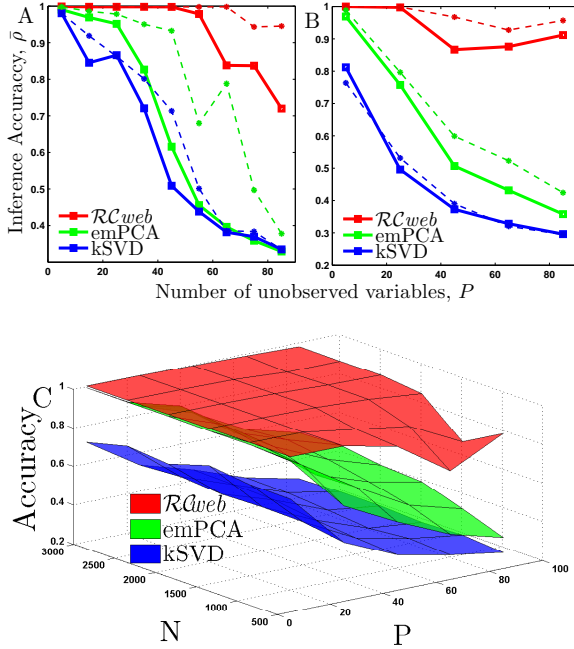 A
B
Inference Accuraccy, ρ̄
1
0.9
0.8
0.7
0.6
0.5
0.4
0 20 40 60 80
RCweb
emPCA
kSVD
1
0.9
0.8
0.7
0.6
0.5
0.4
0.3
0.2
0 20 40 60 80
RCweb
emPCA
kSVD
Number of unobserved variables, P
C
Accuracy
1
0.8
0.6
0.4
0.2
RCweb
emPCA
kSVD
3000
2500
2000
1500
1000
500
N
0
20
40
60
80
100
P